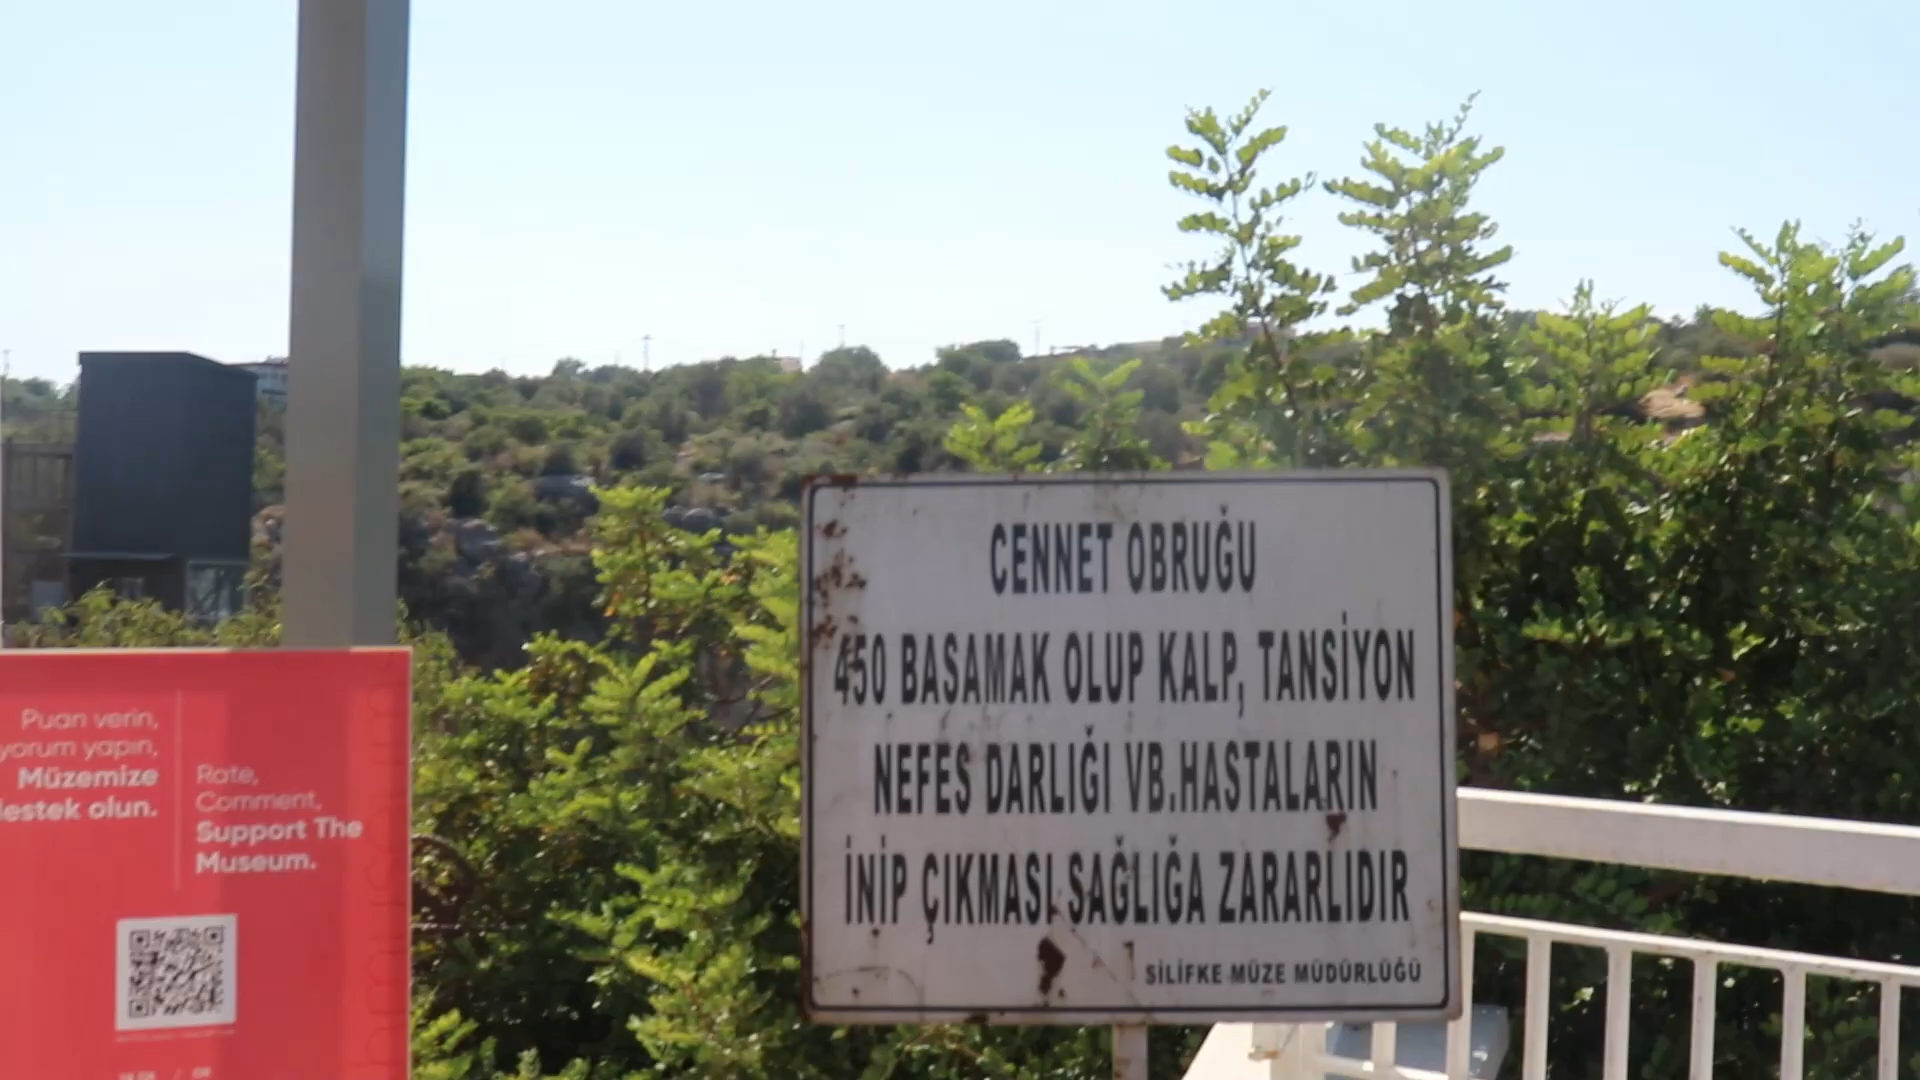 CENNET OBRUĞU
450 BASAMAK OLUP KALP, TANSİYON
NEFES DARLIĞI VB.HASTALARIN
İNİP ÇIKMASI SAĞLIĞA ZARARLIDIR
SİLİFKE MÜZE MÜDÜRLÜĞÜ
Puan verin,
yorum yapın,
Müzemize
destek olun.
Rate,
Comment,
Support The
Museum.